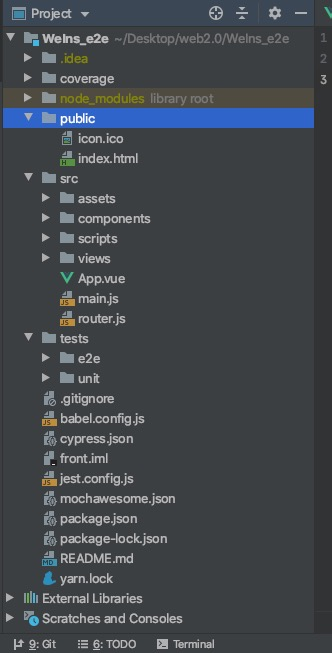 Project
Welns_e2e ~/Desktop/web2.0/Welns_e2e
.idea
coverage
node_modules library root
public
icon.ico
index.html
src
assets
components
scripts
views
App.vue
main.js
router.js
tests
e2e
unit
.gitignore
babel.config.js
cypress.json
front.iml
jest.config.js
mochawesome.json
package.json
package-lock.json
README.md
yarn.lock
External Libraries
Scratches and Consoles
9: Git 6: TODO Terminal
1
2
3